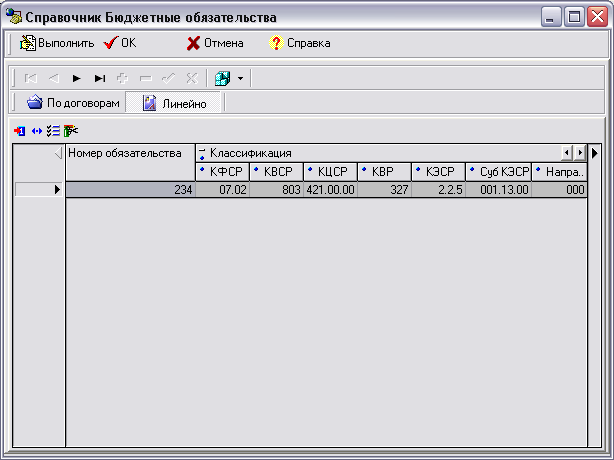 Справочник Бюджетные обязательства
Выполнить OK Отмена Справка
По договорам Линейно
Номер обязательства Классификация
КФСР КВСР КЦСР КВР КЭСР Суб КЭСР Напра..
234 07.02 803 421.00.00 327 2.2.5 001.13.00 000